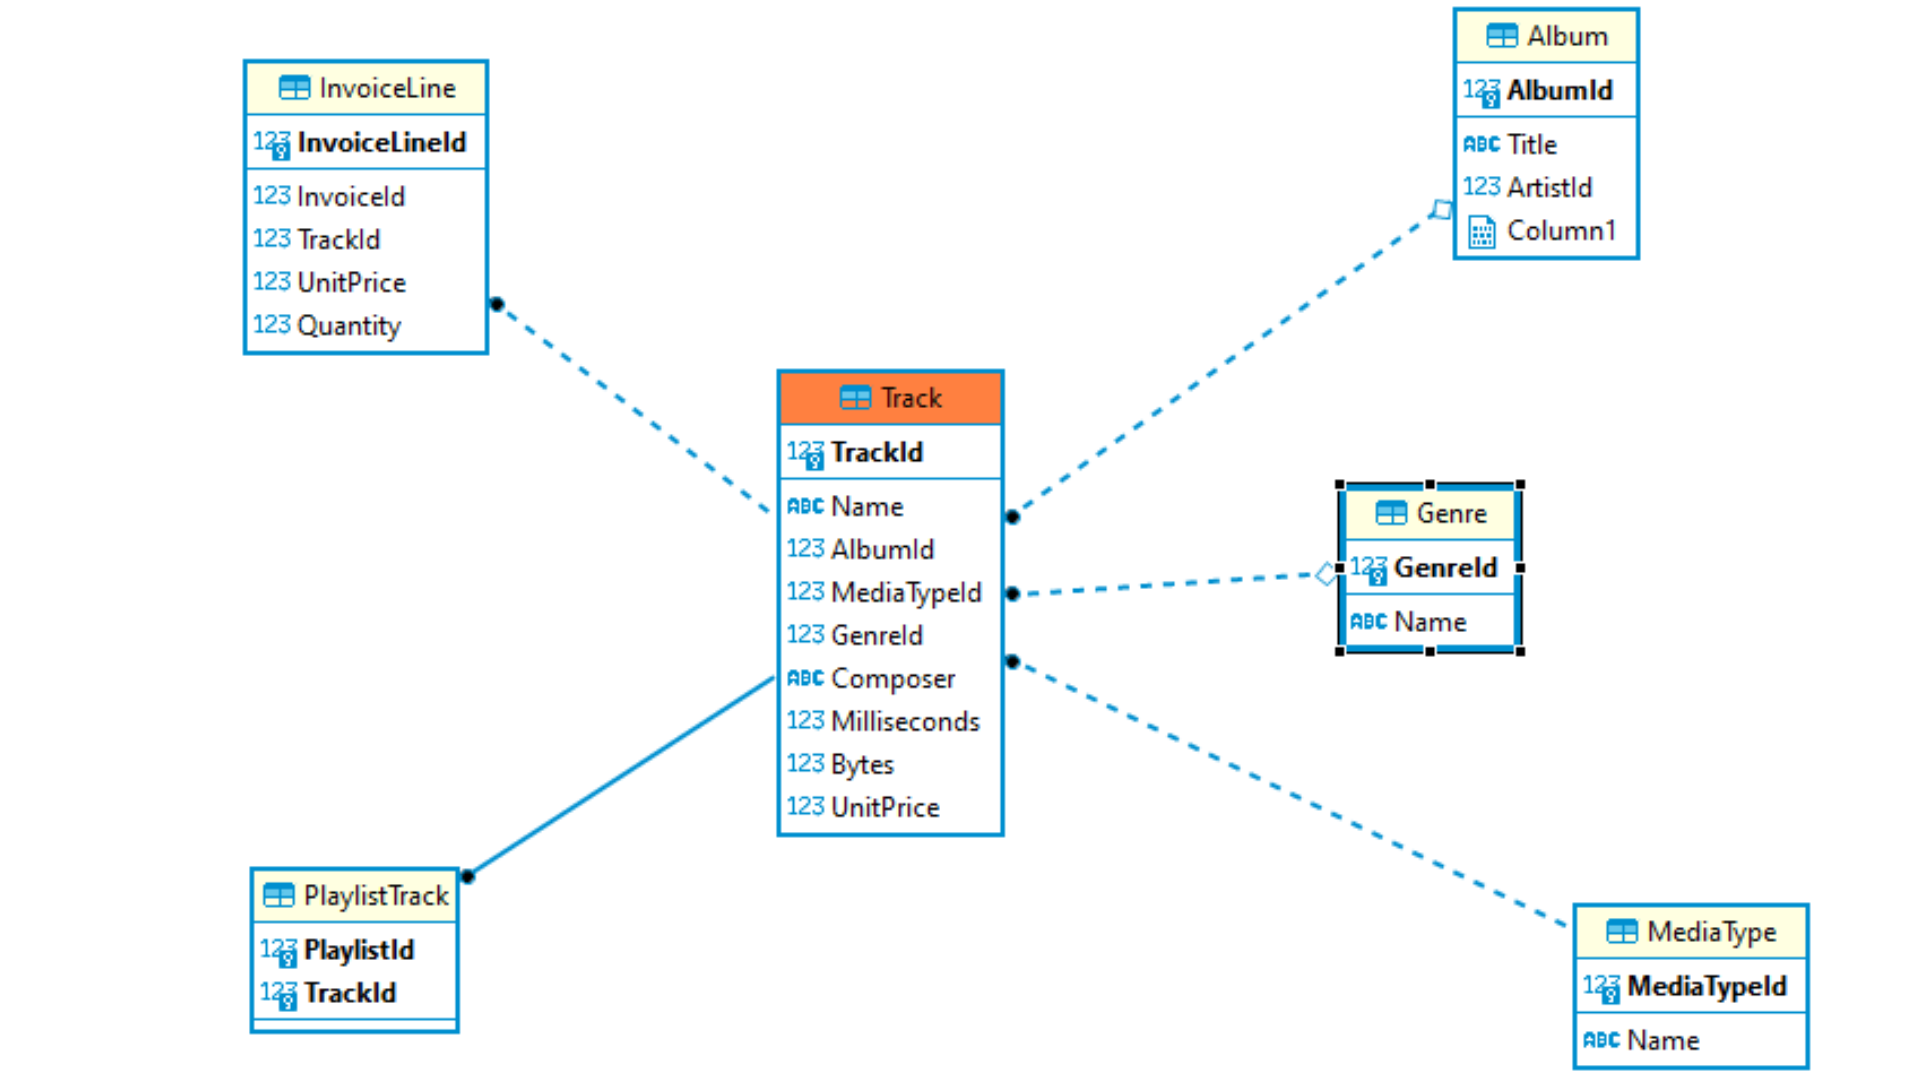 InvoiceLine
123 InvoiceLineId
123 InvoiceId
123 TrackId
123 UnitPrice
123 Quantity
Album
123 AlbumId
ABC Title
123 ArtistId
Column1
Track
123 TrackId
ABC Name
123 AlbumId
123 MediaTypeId
123 GenreId
ABC Composer
123 Milliseconds
123 Bytes
123 UnitPrice
Genre
123 GenreId
ABC Name
PlaylistTrack
123 PlaylistId
123 TrackId
MediaType
123 MediaTypeId
ABC Name